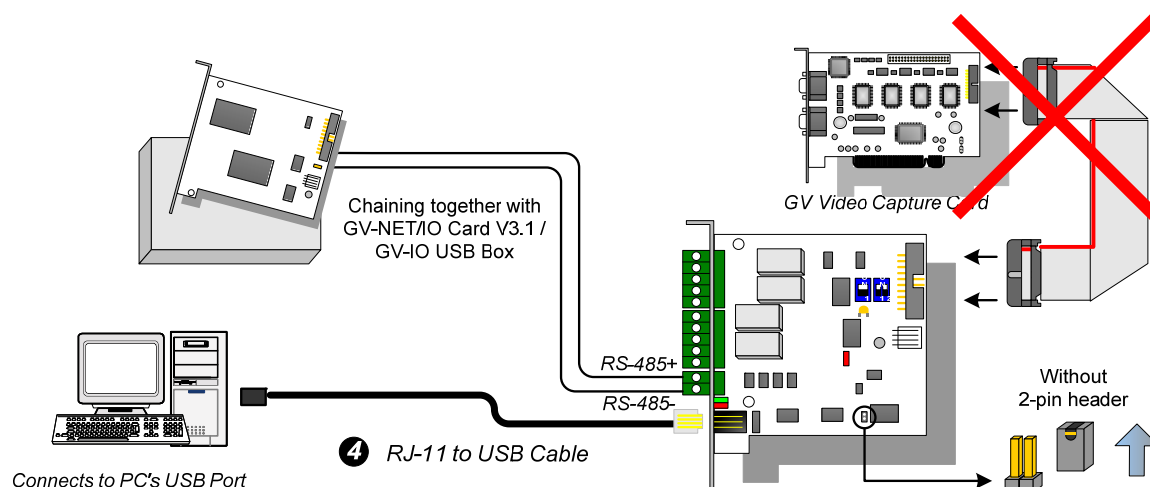 GV Video Capture Card
Chaining together with
GV-NET/IO Card V3.1 /
GV-IO USB Box
RS-485+
RS-485-
Without
2-pin header
4 RJ-11 to USB Cable
Connects to PC's USB Port